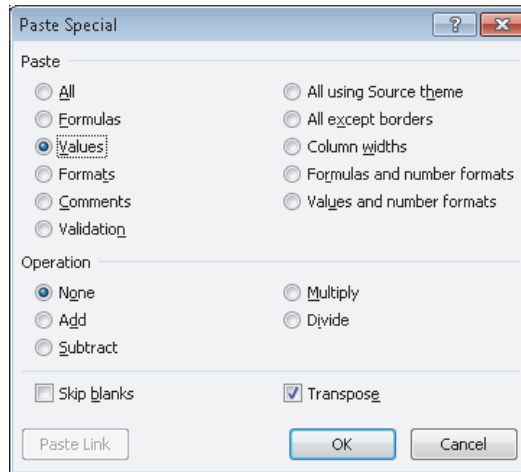 Paste Special
Paste
All
All using Source theme
Formulas
All except borders
Values
Column widths
Formats
Formulas and number formats
Comments
Values and number formats
Validation
Operation
None
Multiply
Add
Divide
Subtract
Skip blanks
Transpose
Paste Link
OK
Cancel